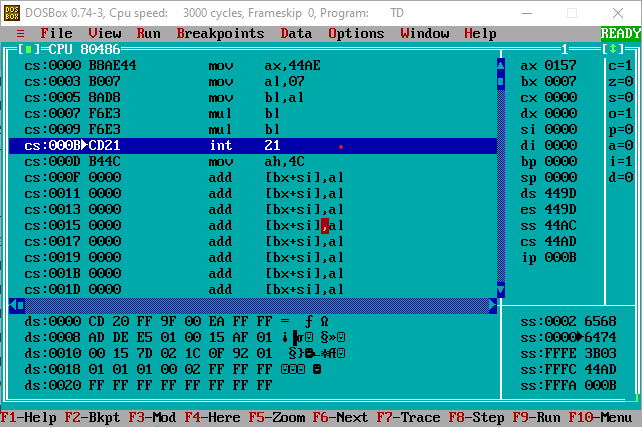 DOSBox 0.74-3, Cpu speed: 3000 cycles, Frameskip 0, Program: TD
≡ File View Run Breakpoints Data Options Window Help READY
[■]=CPU 80486 1 [↕]
cs:0000 B8AE44 mov ax,44AE ax 0157 c=1
cs:0003 B007 mov al,07 bx 0007 z=0
cs:0005 8AD8 mov bl,al cx 0000 s=0
cs:0007 F6E3 mul bl dx 0000 o=1
cs:0009 F6E3 mul bl si 0000 p=0
cs:000B►CD21 int 21 di 0000 a=0
cs:000D B44C mov ah,4C bp 0000 i=1
cs:000F 0000 add [bx+si],al sp 0000 d=0
cs:0011 0000 add [bx+si],al ds 449D
cs:0013 0000 add [bx+si],al es 449D
cs:0015 0000 add [bx+si],al ss 44AC
cs:0017 0000 add [bx+si],al cs 44AD
cs:0019 0000 add [bx+si],al ip 000B
cs:001B 0000 add [bx+si],al
cs:001D 0000 add [bx+si],al
ds:0000 CD 20 FF 9F 00 EA FF FF = ƒ Ω ss:0002 6568
ds:0008 AD DE E5 01 00 15 AF 01 ¡▐σ☺ §»☺ ss:0000►6474
ds:0010 00 15 7D 02 1C 0F 92 01 ss:FFFE 3B03
ds:0018 01 01 01 00 02 FF FF FF ☺☺☺ ☻ ss:FFFC 44AD
ds:0020 FF FF FF FF FF FF FF FF ss:FFFA 000B
F1-Help F2-Bkpt F3-Mod F4-Here F5-Zoom F6-Next F7-Trace F8-Step F9-Run F10-Menu